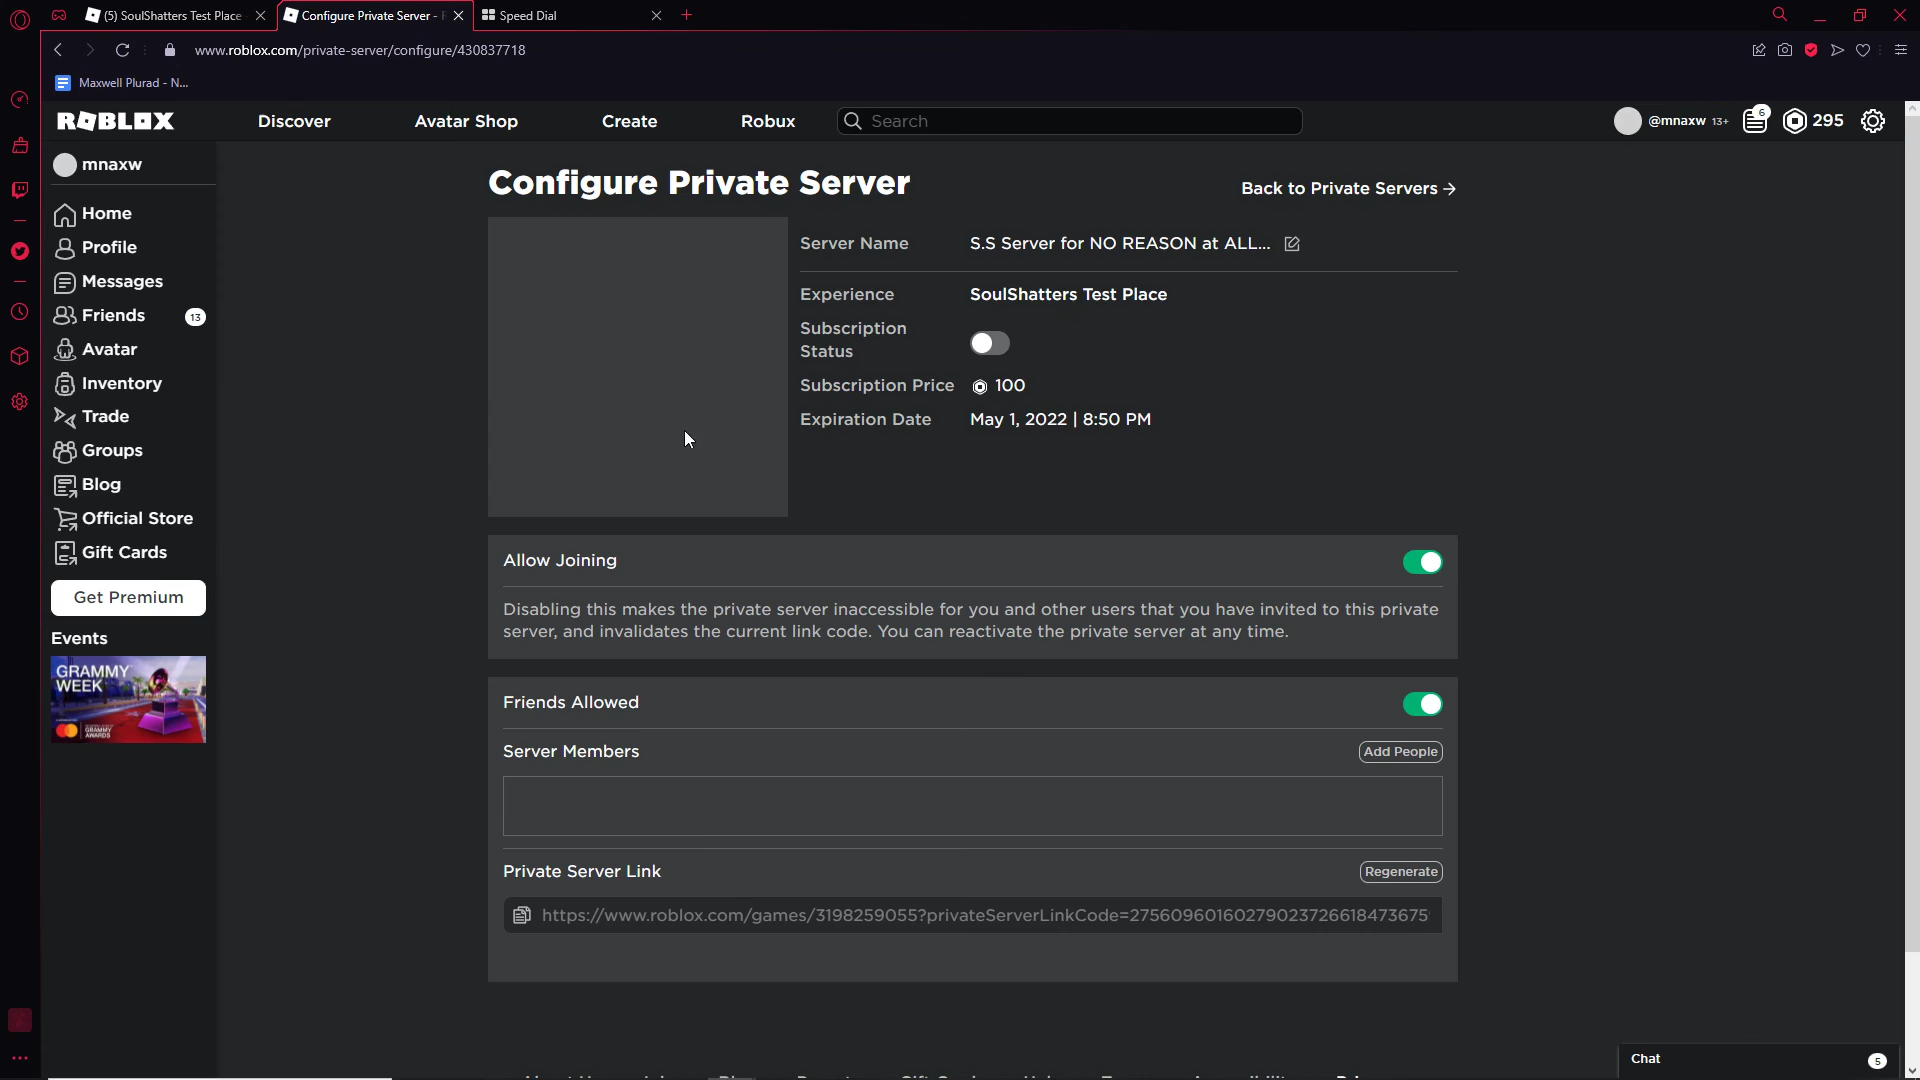 (5) SoulShatters Test Place
Configure Private Server -
Speed Dial
www.roblox.com/private-server/configure/430837718
Maxwell Plurad - N...
ROBLOX
Discover
Avatar Shop
Create
Robux
Search
@mnaxw 13+
6
295
mnaxw
Home
Profile
Messages
Friends 13
Avatar
Inventory
Trade
Groups
Blog
Official Store
Gift Cards
Get Premium
Events
GRAMMY
WEEK
Configure Private Server
Back to Private Servers →
Server Name S.S Server for NO REASON at ALL...
Experience SoulShatters Test Place
Subscription
Status
Subscription Price 100
Expiration Date May 1, 2022 | 8:50 PM
Allow Joining
Disabling this makes the private server inaccessible for you and other users that you have invited to this private
server, and invalidates the current link code. You can reactivate the private server at any time.
Friends Allowed
Server Members
Add People
Private Server Link
Regenerate
https://www.roblox.com/games/3198259055?privateServerLinkCode=27560960160279023726618473675
Chat 5